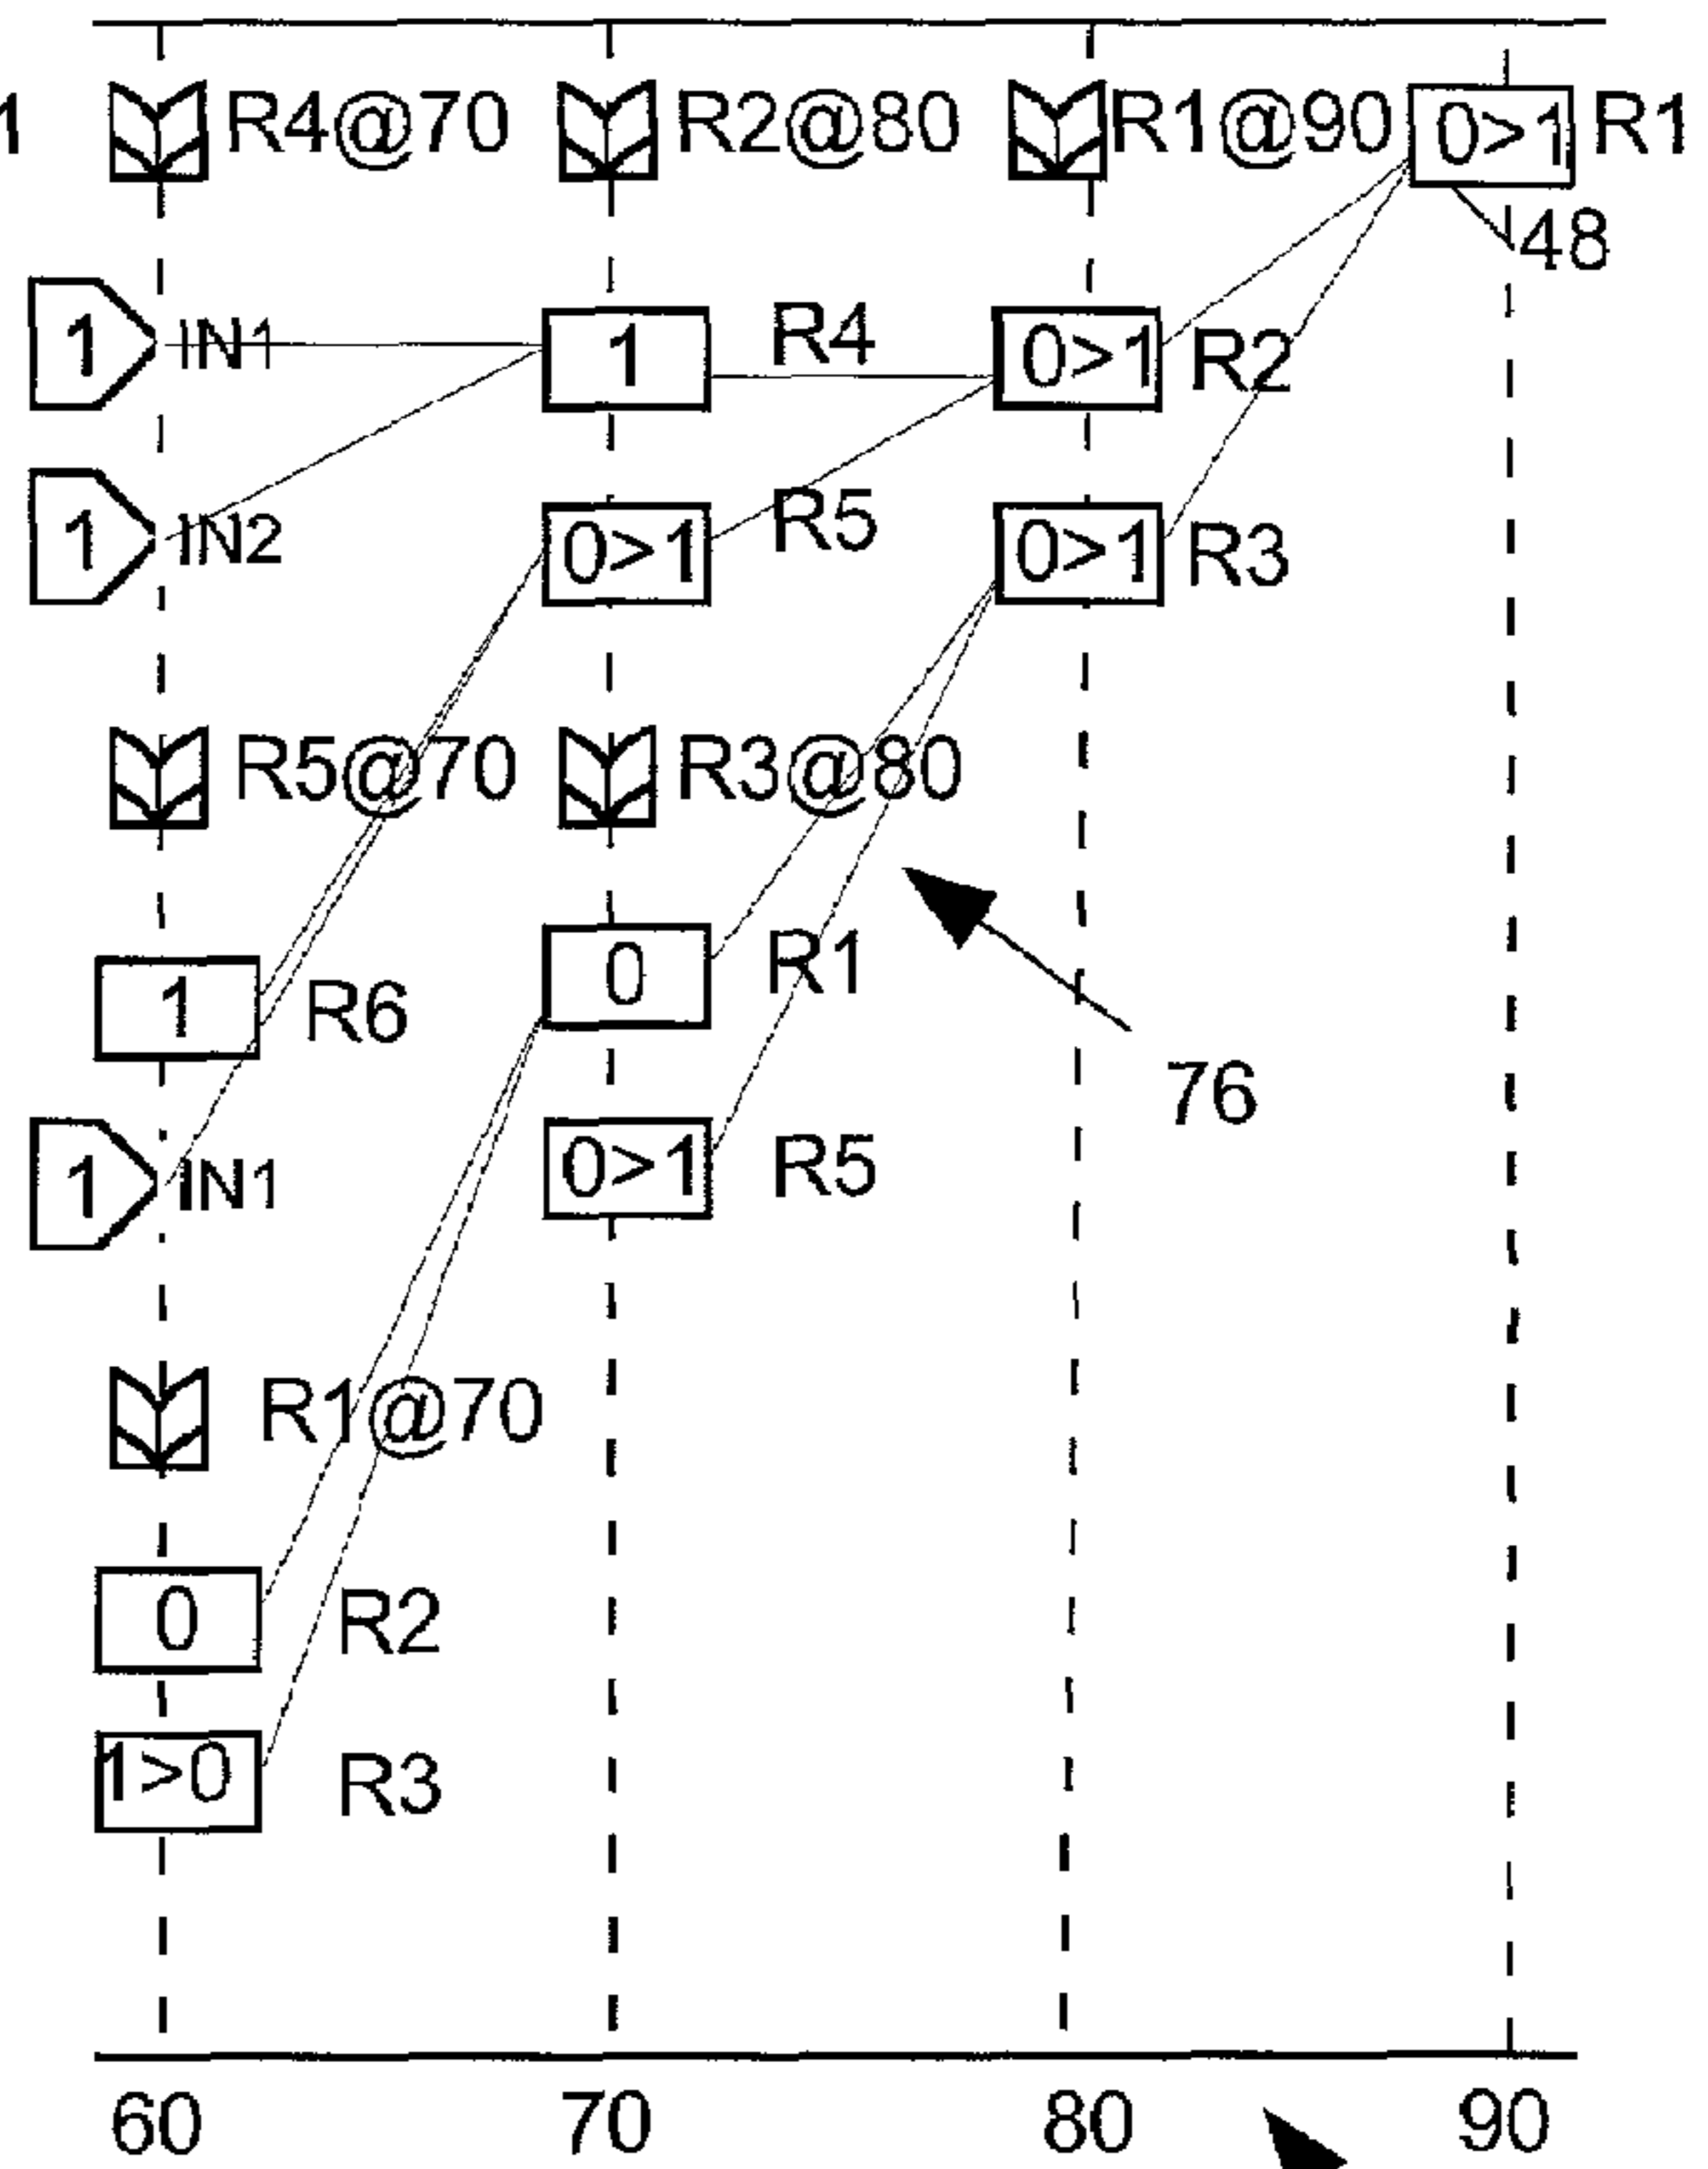 1 R4@70 R2@80 R1@90 0>1 R1
48
1 IN1 1 R4 0>1 R2
1 IN2 0>1 R5 0>1 R3
R5@70 R3@80
1 R6 0 R1
76
1 IN1 0>1 R5
R1@70
0 R2
1>0 R3
60 70 80 90